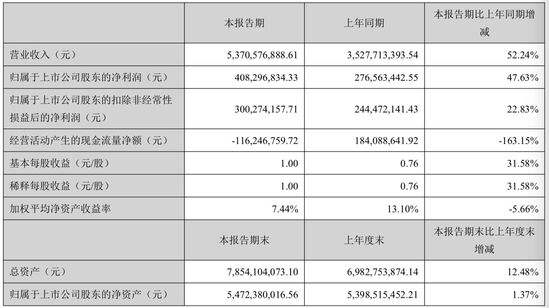 本报告期 上年同期 本报告期比上年同期增
减
营业收入（元） 5,370,576,888.61 3,527,713,393.54 52.24%
归属于上市公司股东的净利润（元） 408,296,834.33 276,563,442.55 47.63%
归属于上市公司股东的扣除非经常性
损益后的净利润（元） 300,274,157.71 244,472,141.43 22.83%
经营活动产生的现金流量净额（元） -116,246,759.72 184,088,641.92 -163.15%
基本每股收益（元/股） 1.00 0.76 31.58%
稀释每股收益（元/股） 1.00 0.76 31.58%
加权平均净资产收益率 7.44% 13.10% -5.66%
本报告期末 上年度末 本报告期末比上年度末
增减
总资产（元） 7,854,104,073.10 6,982,753,874.14 12.48%
归属于上市公司股东的净资产（元） 5,472,380,016.56 5,398,515,452.21 1.37%